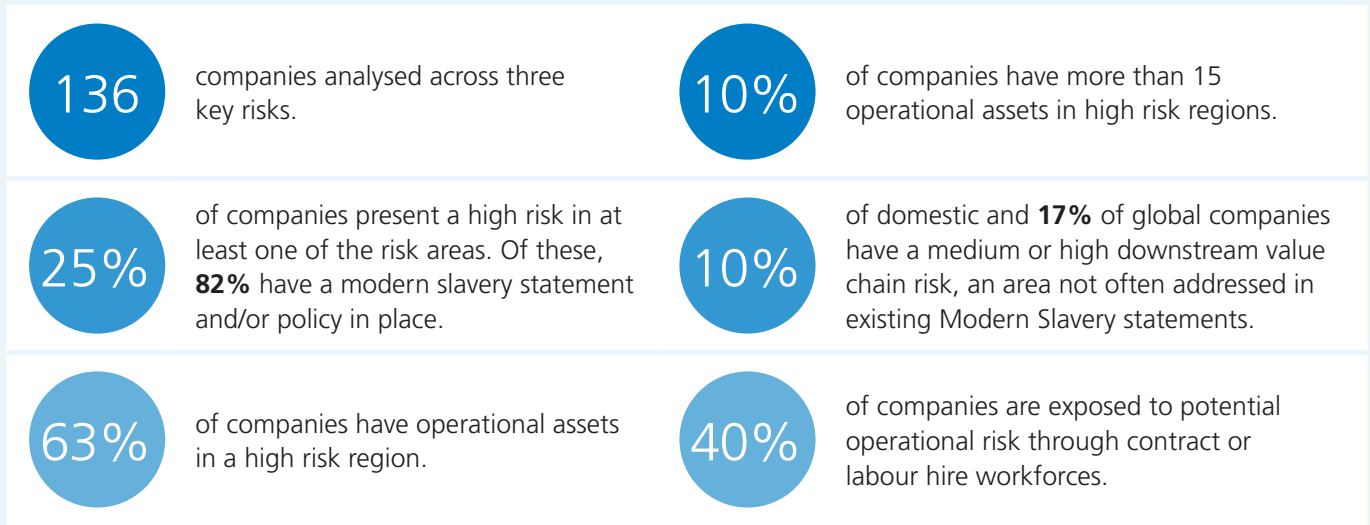 136
companies analysed across three
key risks.
10%
of companies have more than 15
operational assets in high risk regions.
25%
of companies present a high risk in at
least one of the risk areas. Of these,
82% have a modern slavery statement
and/or policy in place.
10%
of domestic and 17% of global companies
have a medium or high downstream value
chain risk, an area not often addressed in
existing Modern Slavery statements.
63%
of companies have operational assets
in a high risk region.
40%
of companies are exposed to potential
operational risk through contract or
labour hire workforces.